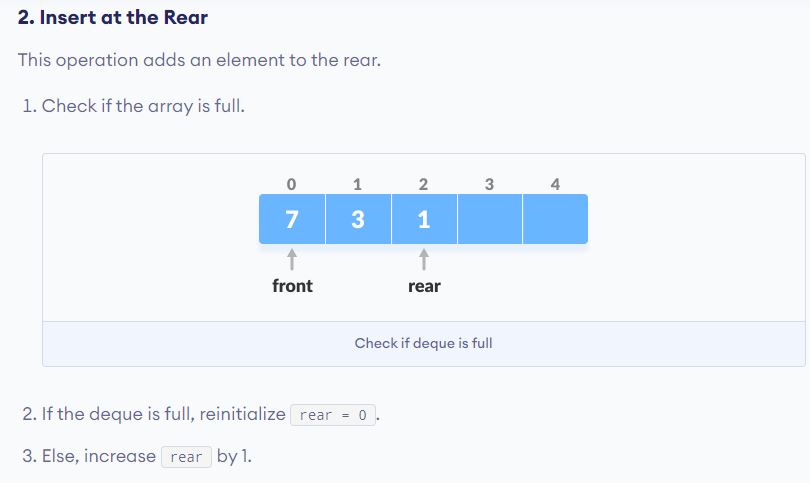 2. Insert at the Rear
This operation adds an element to the rear.
1. Check if the array is full.
0 1 2 3 4
7 3 1
front rear
Check if deque is full
2. If the deque is full, reinitialize rear = 0.
3. Else, increase rear by 1.